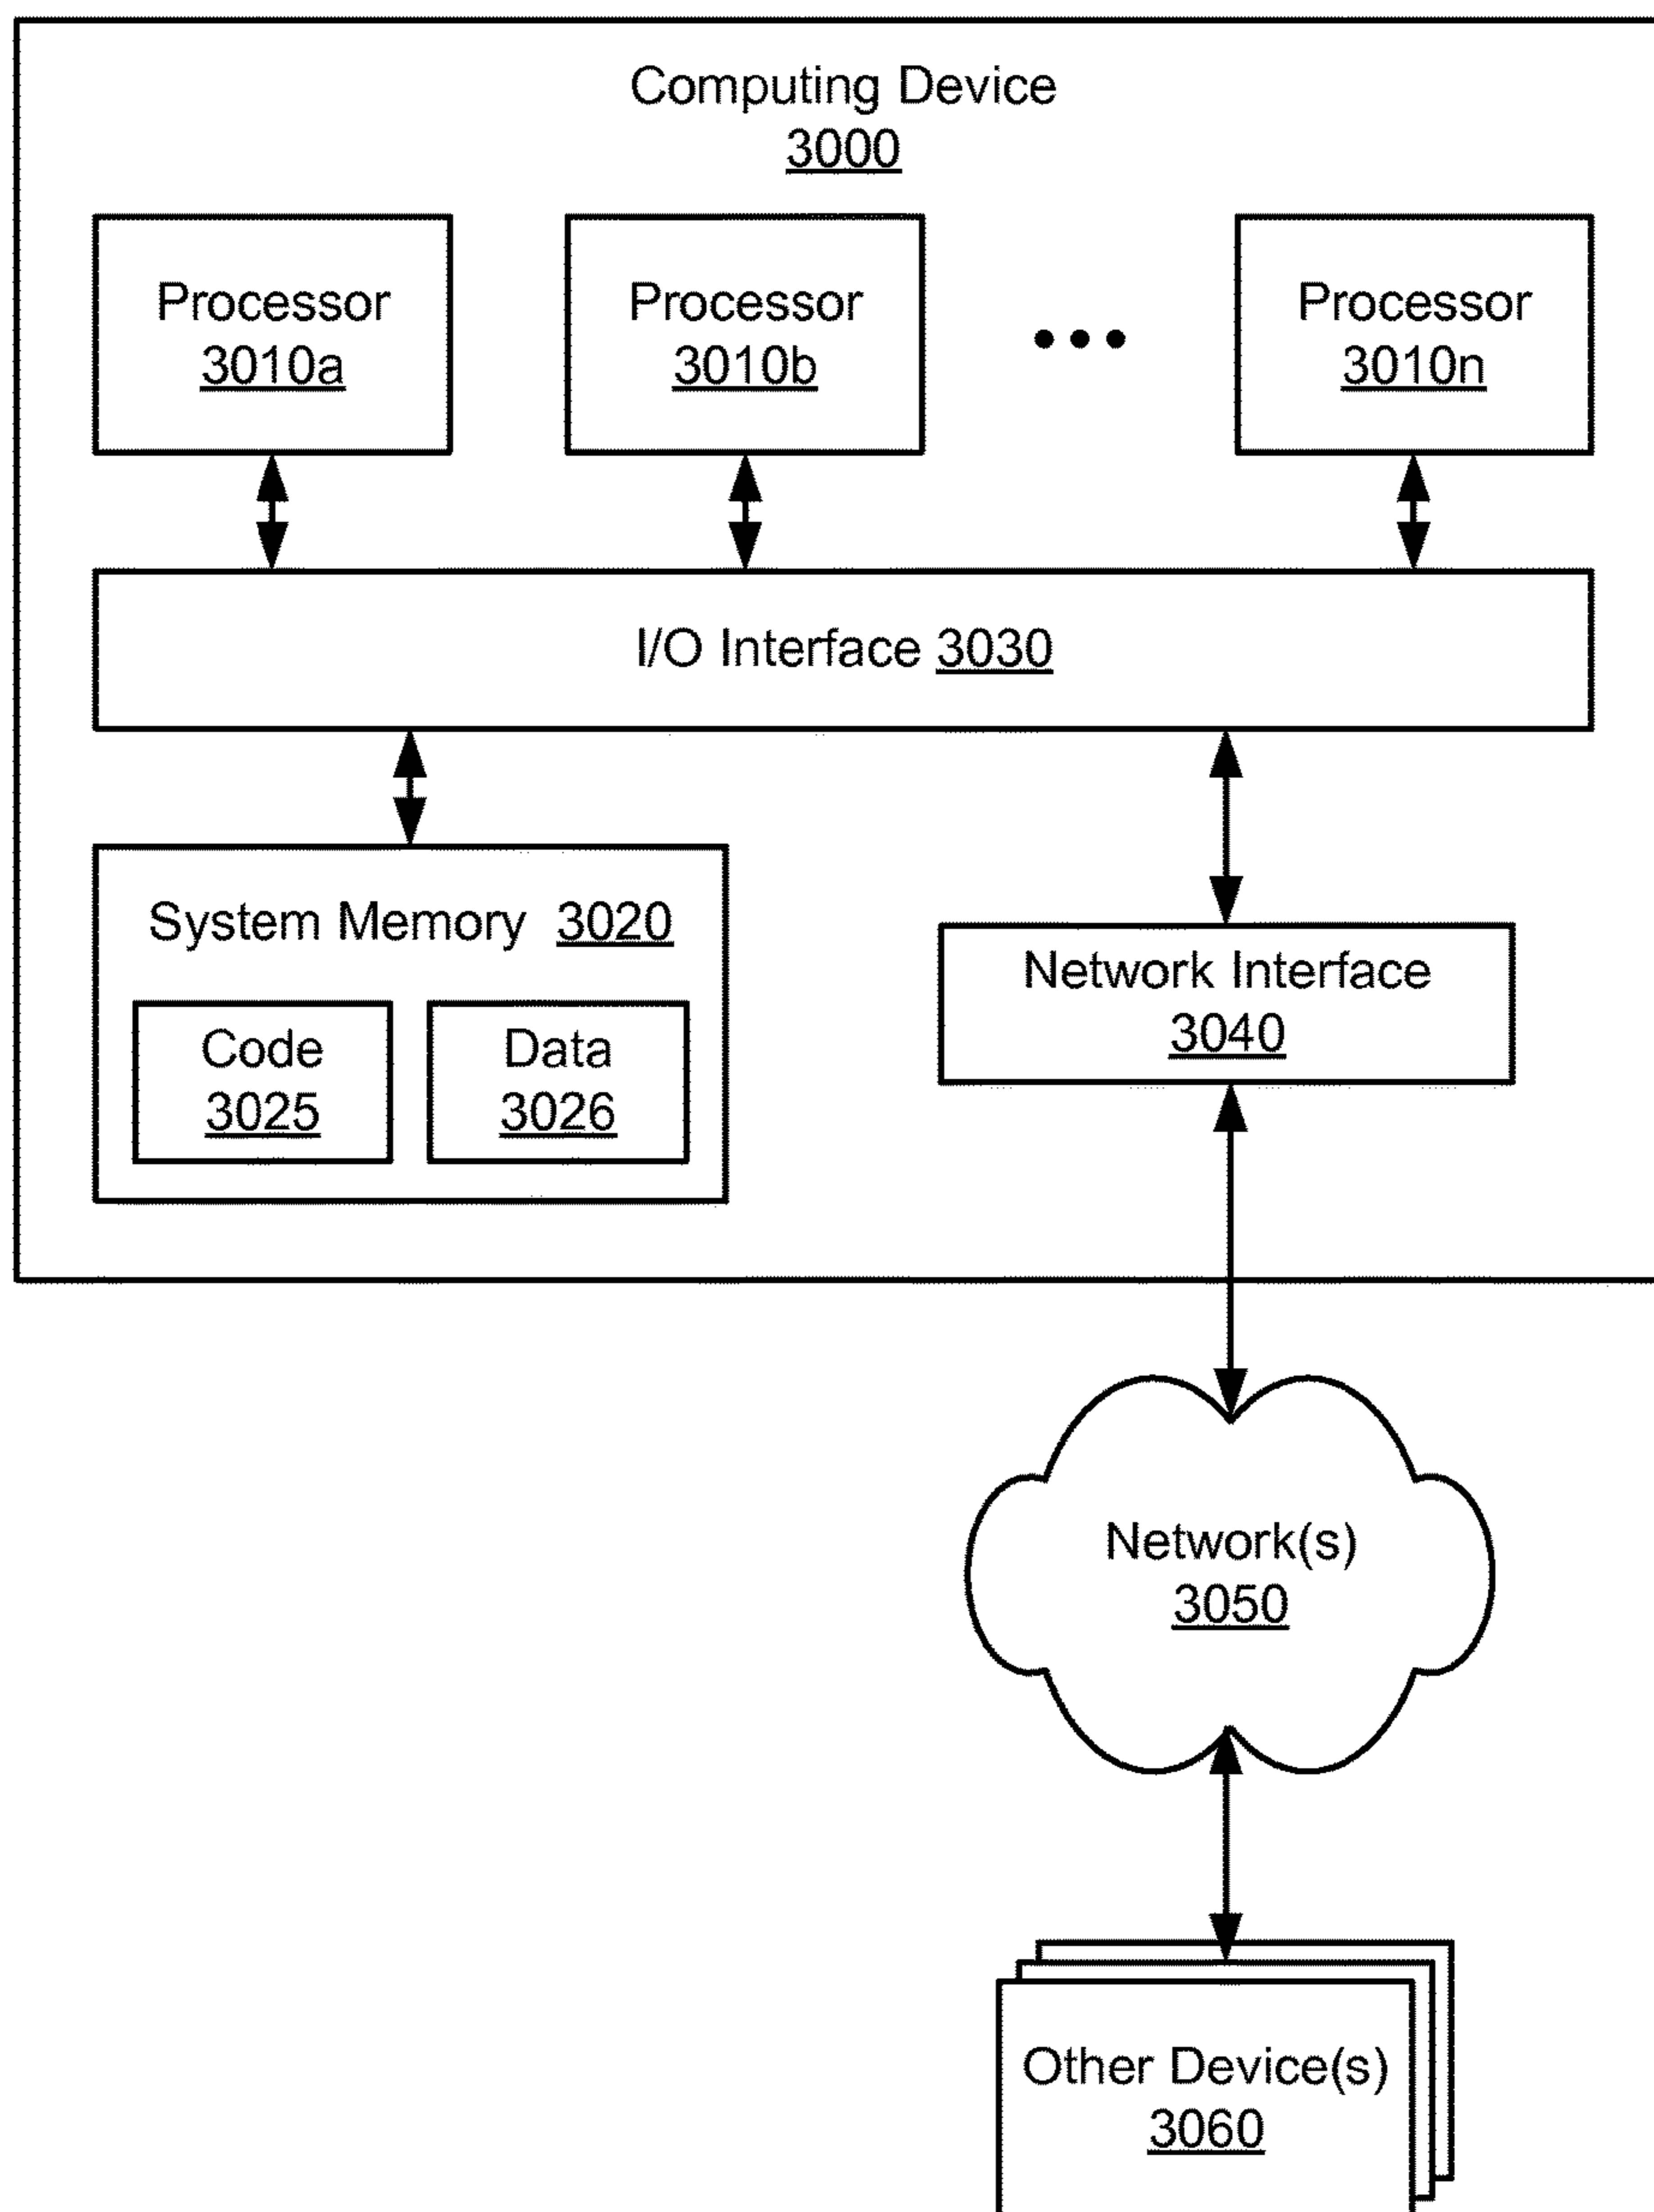 Computing Device
3000
Processor
3010a
Processor
3010b
Processor
3010n
I/O Interface 3030
System Memory 3020
Code
3025
Data
3026
Network Interface
3040
Network(s)
3050
Other Device(s)
3060